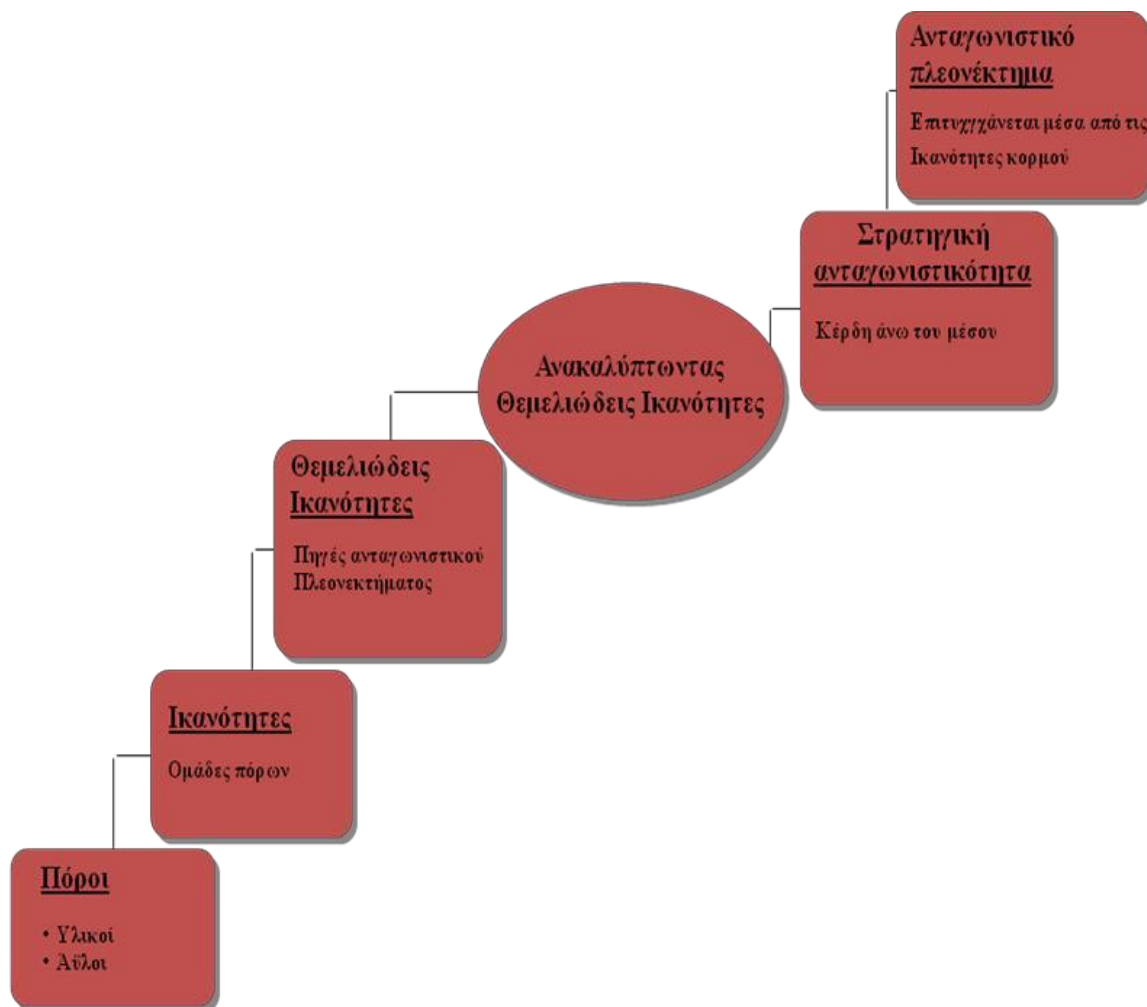 Ανταγωνιστικό
πλεονέκτημα
Επιτυχγχάνεται μέσα από τις
Ικανότητες κορμού
Στρατηγική
ανταγωνιστικότητα
Κέρδη άνω του μέσου
Ανακαλύπτωντας
Θεμελιώδεις Ικανότητες
Θεμελιώδεις
Ικανότητες
Πηγές ανταγωνιστικού
Πλεονεκτήματος
Ικανότητες
Ομάδες πόρων
Πόροι
• Υλικοί
• Άϋλοι